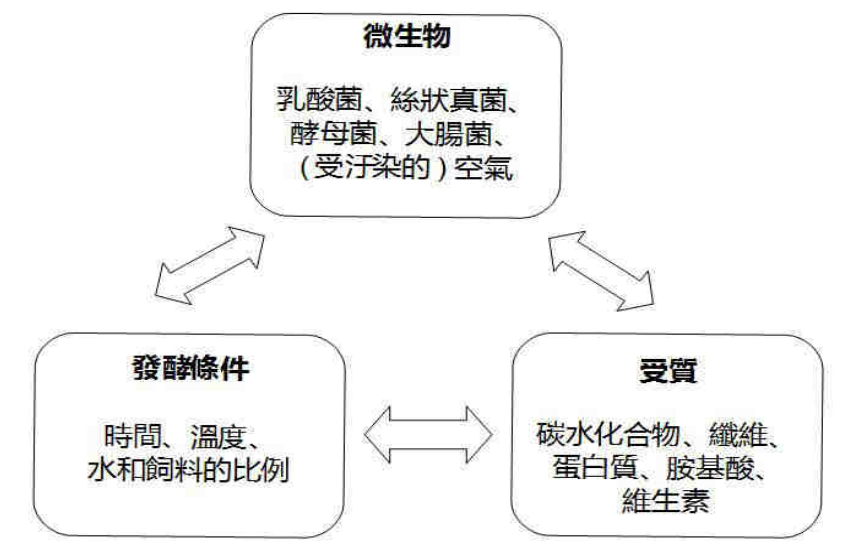 微生物
乳酸菌、絲狀真菌、
酵母菌、大腸菌、
（受汙染的）空氣
發酵條件
時間、溫度、
水和飼料的比例
受質
碳水化合物、纖維、
蛋白質、胺基酸、
維生素